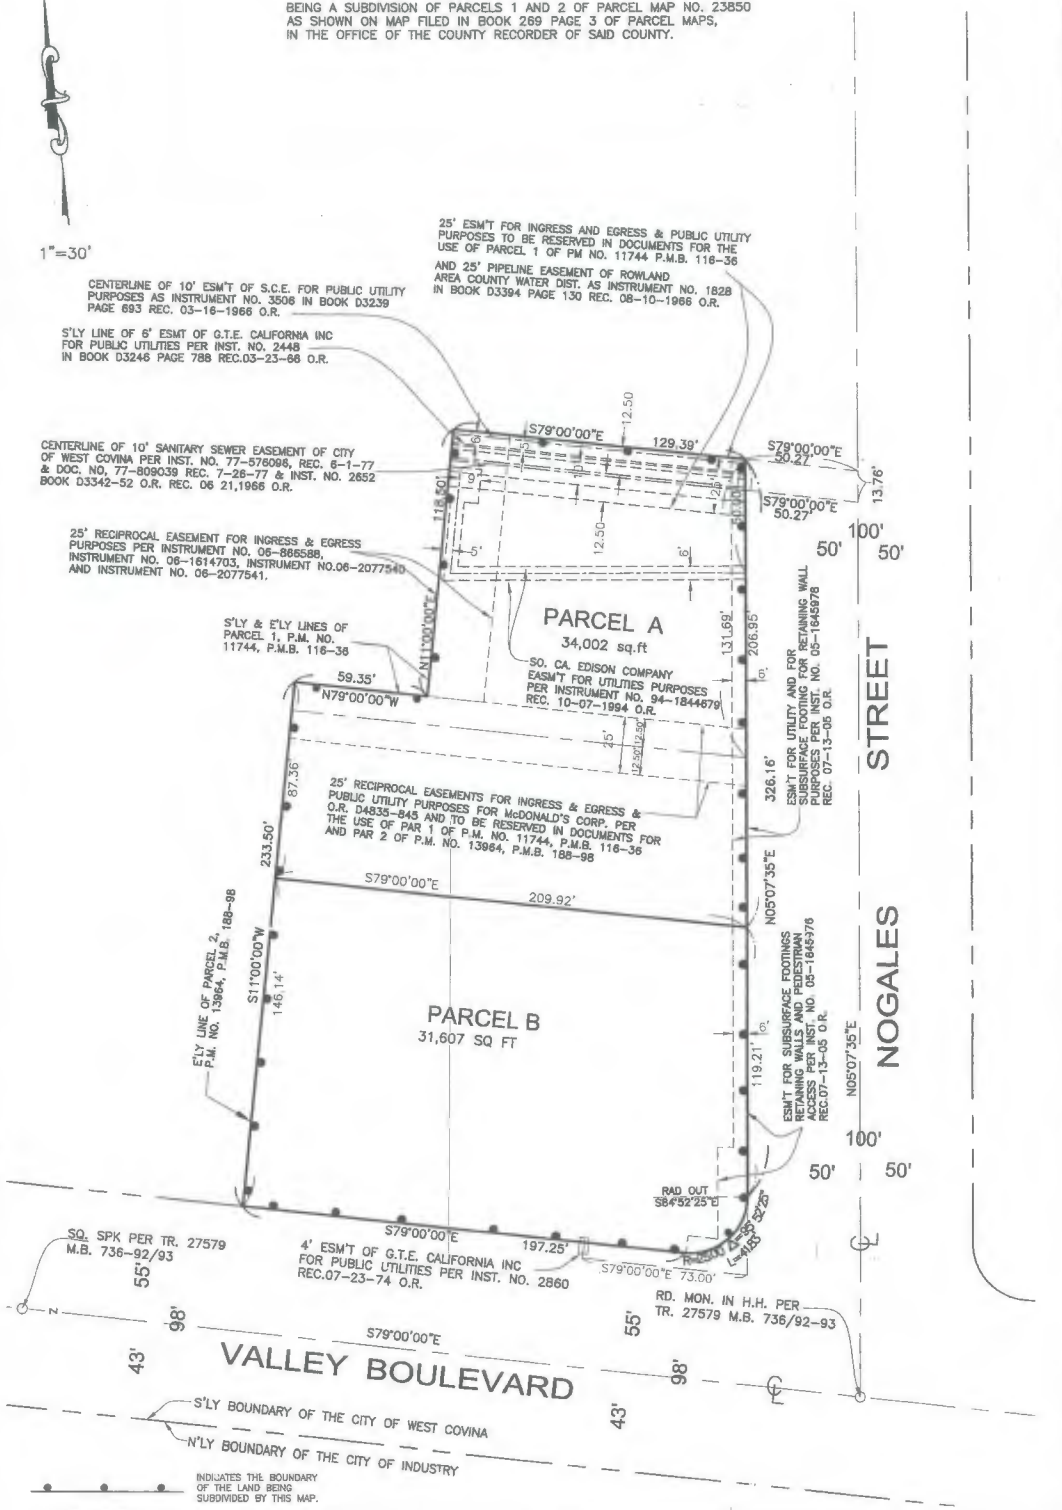 BEING A SUBDIVISION OF PARCELS 1 AND 2 OF PARCEL MAP NO. 23850
AS SHOWN ON MAP FILED IN BOOK 269 PAGE 3 OF PARCEL MAPS,
IN THE OFFICE OF THE COUNTY RECORDER OF SAID COUNTY.
1"=30'
25' ESM'T FOR INGRESS AND EGRESS & PUBLIC UTILITY
PURPOSES TO BE RESERVED IN DOCUMENTS FOR THE
USE OF PARCEL 1 OF PM NO. 11744 P.M.B. 116-36
AND 25' PIPELINE EASEMENT OF ROWLAND
AREA COUNTY WATER DIST. AS INSTRUMENT NO. 1828
IN BOOK D3394 PAGE 130 REC. 08-10-1966 O.R.
CENTERLINE OF 10' ESM'T OF S.C.E. FOR PUBLIC UTILITY
PURPOSES AS INSTRUMENT NO. 3506 IN BOOK D3239
PAGE 693 REC. 03-16-1966 O.R.
S'LY LINE OF 6' ESMT OF G.T.E. CALIFORNIA INC
FOR PUBLIC UTILITIES PER INST. NO. 2448
IN BOOK D3246 PAGE 788 REC.03-23-66 O.R.
CENTERLINE OF 10' SANITARY SEWER EASEMENT OF CITY
OF WEST COVINA PER INST. NO. 77-576096, REC. 6-1-77
& DOC. NO, 77-809039 REC. 7-26-77 & INST. NO. 2652
BOOK D3342-52 O.R. REC. 06 21,1966 O.R.
25' RECIPROCAL EASEMENT FOR INGRESS & EGRESS
PURPOSES PER INSTRUMENT NO. 06-866588,
INSTRUMENT NO. 06-1614703, INSTRUMENT NO.06-2077540
AND INSTRUMENT NO. 06-2077541.
S79°00'00"E
129.39'
12.50
S79°00'00"E
50.27'
S79°00'00"E
50.27'
13.76'
6'
5'
9'
10'
25'
50.00'
118.50'
12.50
5'
6'
100'
50'
50'
N11°00'00"E
PARCEL A
34,002 sq.ft
131.69'
206.95'
SO. CA. EDISON COMPANY
EASM'T FOR UTILITIES PURPOSES
PER INSTRUMENT NO. 94-1844679
REC. 10-07-1994 O.R.
6'
S'LY & E'LY LINES OF
PARCEL 1, P.M. NO.
11744, P.M.B. 116-36
59.35'
N79°00'00"W
25'
12.50'
12.50'
ESM'T FOR UTILITY AND FOR
SUBSURFACE FOOTING FOR RETAINING WALL
PURPOSES PER INST. NO. 05-1645978
REC. 07-13-05 O.R.
NOGALES STREET
326.16'
87.36'
233.50'
25' RECIPROCAL EASEMENTS FOR INGRESS & EGRESS &
PUBLIC UTILITY PURPOSES FOR McDONALD'S CORP. PER
O.R. D4835-845 AND TO BE RESERVED IN DOCUMENTS FOR
THE USE OF PAR 1 OF P.M. NO. 11744, P.M.B. 116-36
AND PAR 2 OF P.M. NO. 13964, P.M.B. 188-98
S79°00'00"E
209.92'
N05°07'35"E
E'LY LINE OF PARCEL 2,
P.M. NO. 13964, P.M.B. 188-98
S11°00'00"W
146.14'
PARCEL B
31,607 SQ FT
6'
119.21'
ESM'T FOR SUBSURFACE FOOTINGS
RETAINING WALLS AND PEDESTRIAN
ACCESS PER INST. NO. 05-1645976
REC.07-13-05 O.R.
N05°07'35"E
100'
50'
50'
RAD OUT
S84°52'25"E
R=25.00' Δ=95°52'25"
L=41.83'
S79°00'00"E
197.25'
S79°00'00"E 73.00'
4' ESM'T OF G.T.E. CALIFORNIA INC
FOR PUBLIC UTILITIES PER INST. NO. 2860
REC.07-23-74 O.R.
SQ. SPK PER TR. 27579
M.B. 736-92/93
RD. MON. IN H.H. PER
TR. 27579 M.B. 736/92-93
55'
98'
43'
S79°00'00"E
55'
98'
43'
VALLEY BOULEVARD
S'LY BOUNDARY OF THE CITY OF WEST COVINA
N'LY BOUNDARY OF THE CITY OF INDUSTRY
INDICATES THE BOUNDARY
OF THE LAND BEING
SUBDIVIDED BY THIS MAP.